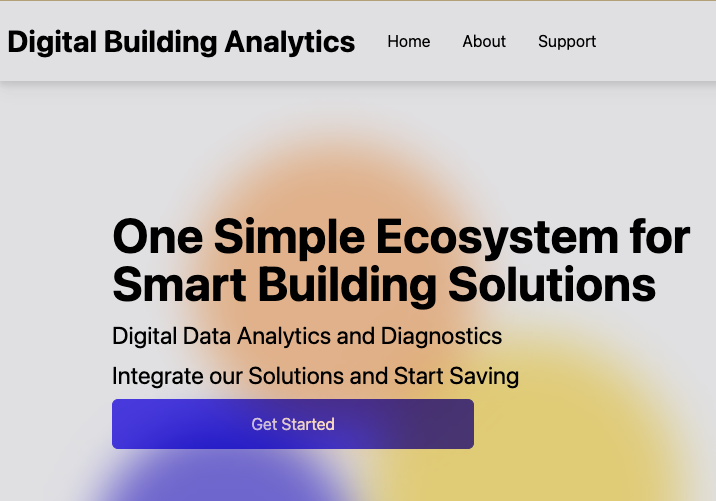 Digital Building Analytics Home About Support
One Simple Ecosystem for
Smart Building Solutions
Digital Data Analytics and Diagnostics
Integrate our Solutions and Start Saving
Get Started